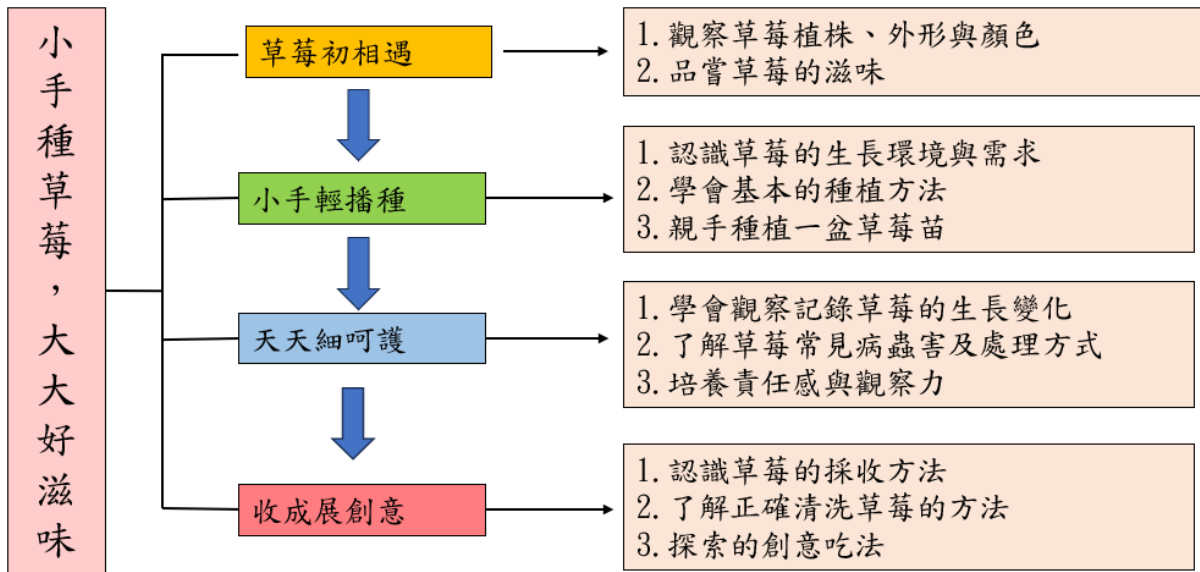 小手種草莓，大大好滋味
草莓初相遇
1.觀察草莓植株、外形與顏色
2.品嘗草莓的滋味
小手輕播種
1.認識草莓的生長環境與需求
2.學會基本的種植方法
3.親手種植一盆草莓苗
天天細呵護
1.學會觀察記錄草莓的生長變化
2.了解草莓常見病蟲害及處理方式
3.培養責任感與觀察力
收成展創意
1.認識草莓的採收方法
2.了解正確清洗草莓的方法
3.探索的創意吃法